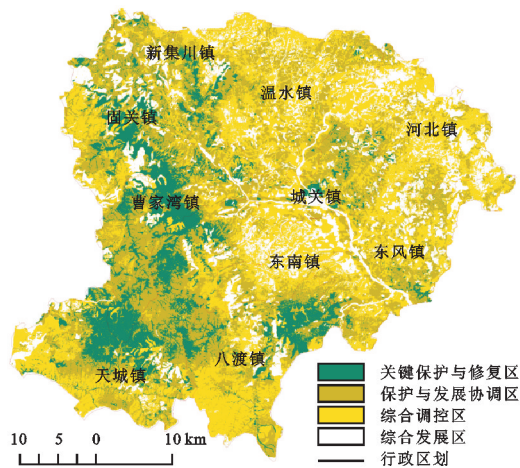 新集川镇
温水镇
固关镇
河北镇
曹家湾镇
城关镇
东南镇
东风镇
八渡镇
天城镇
关键保护与修复区
保护与发展协调区
综合调控区
综合发展区
行政区划
10 5 0 10 km